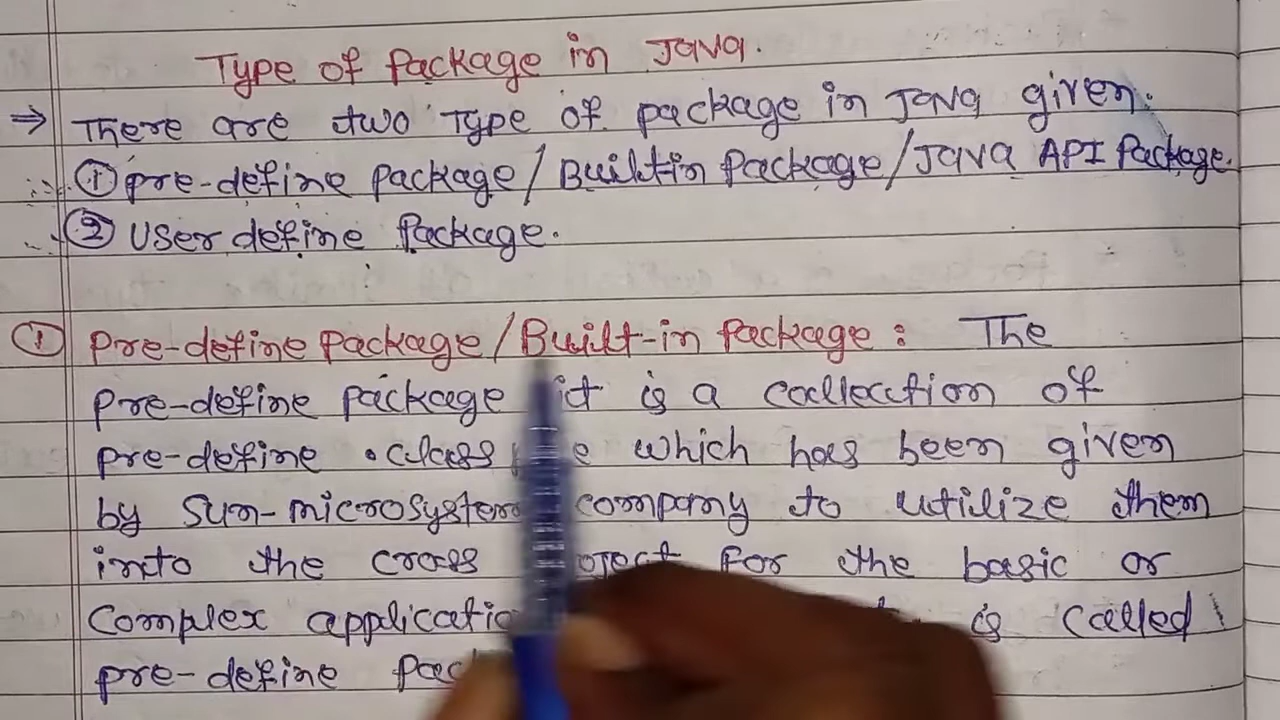 Type of Package in Java.
⇒ There are two Type of package in Java given.
① pre-define package/Built-in Package/Java API Package.
② User define Package.
① Pre-define Package/Built-in Package: The
pre-define package it is a collection of
pre-define class which has been given
by Sun-microsystem company to utilize them
into the cross for the basic or
Complex is called
pre-define